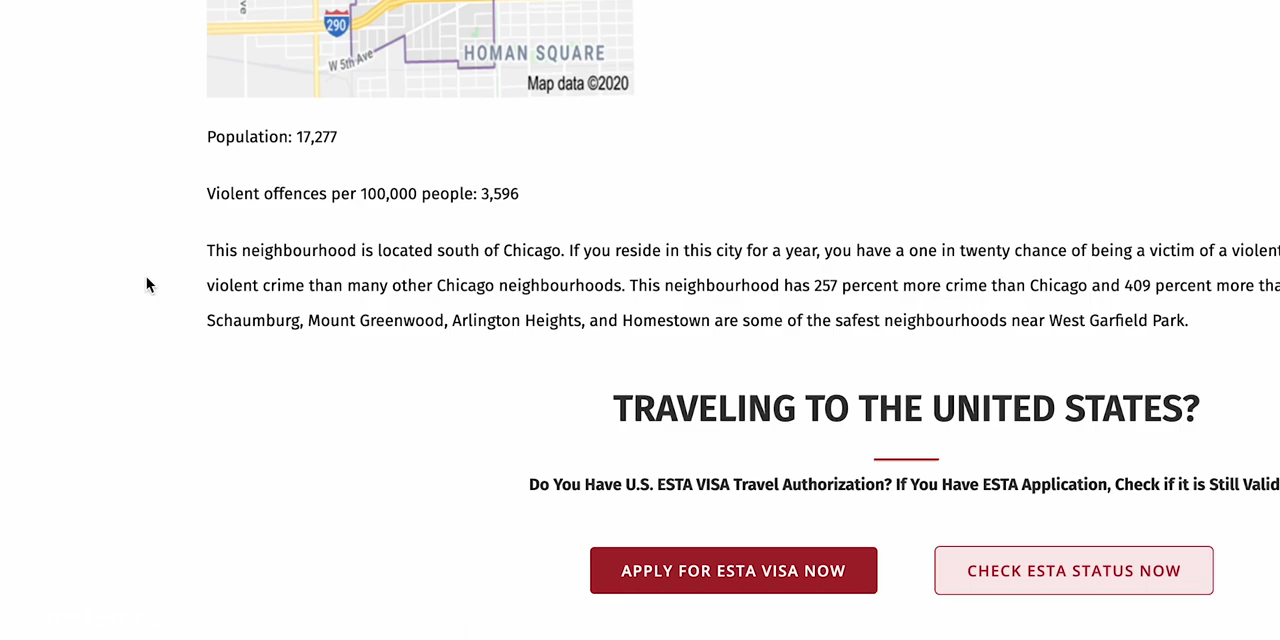 ve
290
W 5th Ave
HOMAN SQUARE
Map data ©2020
Population: 17,277
Violent offences per 100,000 people: 3,596
This neighbourhood is located south of Chicago. If you reside in this city for a year, you have a one in twenty chance of being a victim of a violent
violent crime than many other Chicago neighbourhoods. This neighbourhood has 257 percent more crime than Chicago and 409 percent more tha
Schaumburg, Mount Greenwood, Arlington Heights, and Homestown are some of the safest neighbourhoods near West Garfield Park.
TRAVELING TO THE UNITED STATES?
Do You Have U.S. ESTA VISA Travel Authorization? If You Have ESTA Application, Check if it is Still Valid
APPLY FOR ESTA VISA NOW
CHECK ESTA STATUS NOW